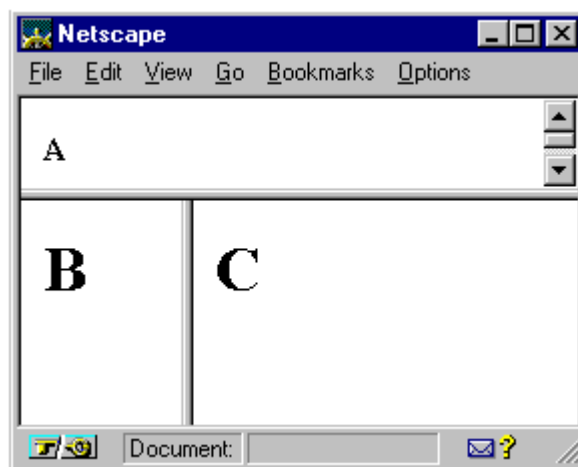 Netscape
File Edit View Go Bookmarks Options
A
B C
Document: ?